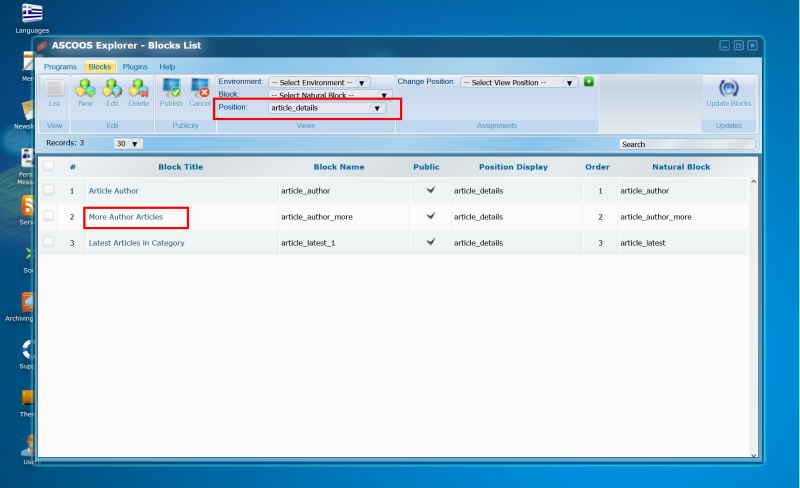 Languages
ASCOOS Explorer - Blocks List
Programs Blocks Plugins Help
List New Edit Delete Publish Cancel
Environment: -- Select Environment --
Block: -- Select Natural Block --
Position: article_details
Change Position: -- Select View Position --
Update Blocks
View Edit Publicity Views Assignments Updates
Records: 3 30 Search
# Block Title Block Name Public Position Display Order Natural Block
1 Article Author article_author article_details 1 article_author
2 More Author Articles article_author_more article_details 2 article_author_more
3 Latest Articles in Category article_latest_1 article_details 3 article_latest
Archiving